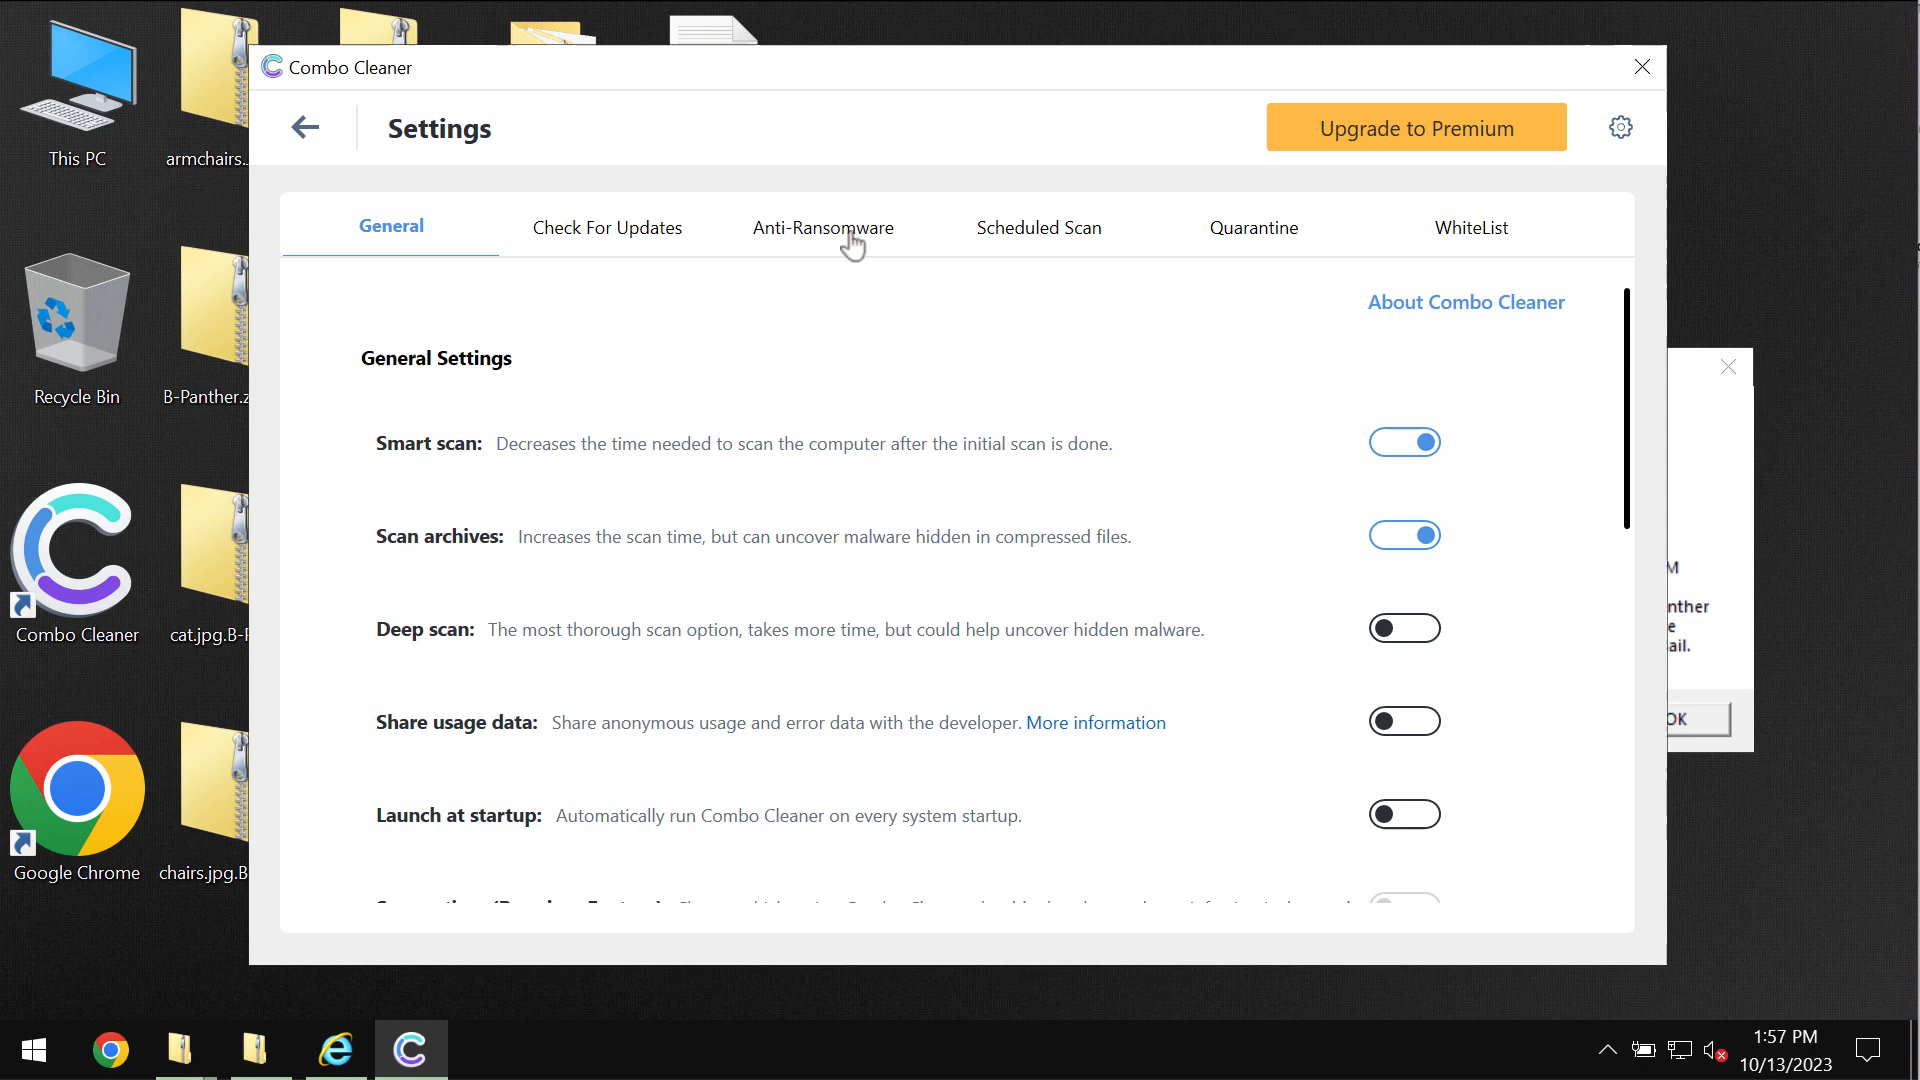 Combo Cleaner
Settings
Upgrade to Premium
General
Check For Updates
Anti-Ransomware
Scheduled Scan
Quarantine
WhiteList
About Combo Cleaner
General Settings
Smart scan: Decreases the time needed to scan the computer after the initial scan is done.
Scan archives: Increases the scan time, but can uncover malware hidden in compressed files.
Deep scan: The most thorough scan option, takes more time, but could help uncover hidden malware.
Share usage data: Share anonymous usage and error data with the developer. More information
Launch at startup: Automatically run Combo Cleaner on every system startup.
This PC
armchairs...
Recycle Bin
B-Panther.z
Combo Cleaner
cat.jpg.B-P
Google Chrome
chairs.jpg.B
M
nther
e
ail.
OK
1:57 PM
10/13/2023